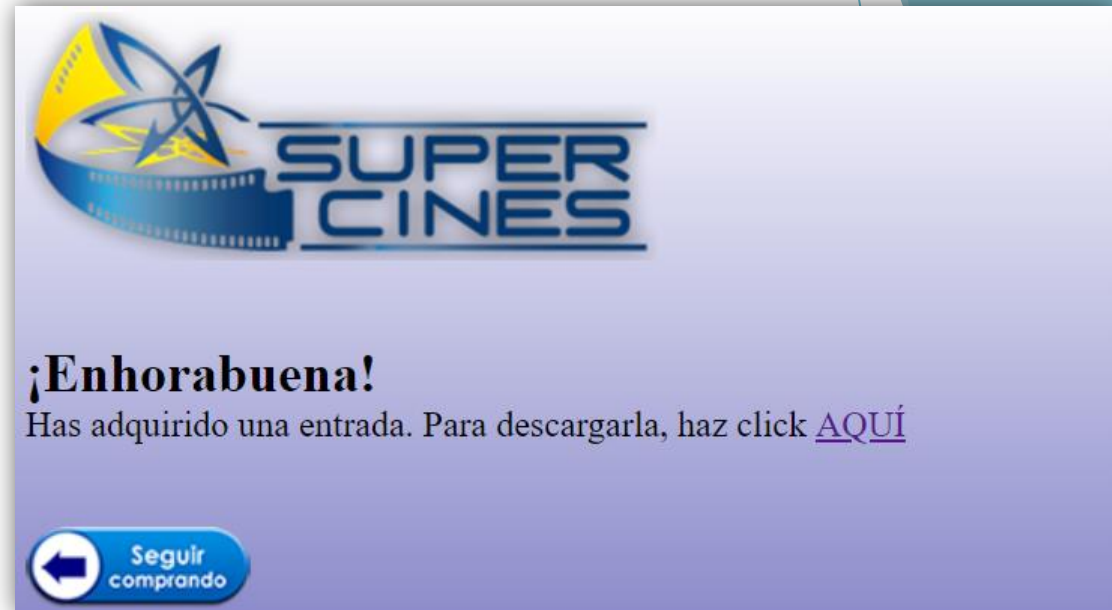 SUPER
CINES
¡Enhorabuena!
Has adquirido una entrada. Para descargarla, haz click AQUÍ
Seguir
comprando